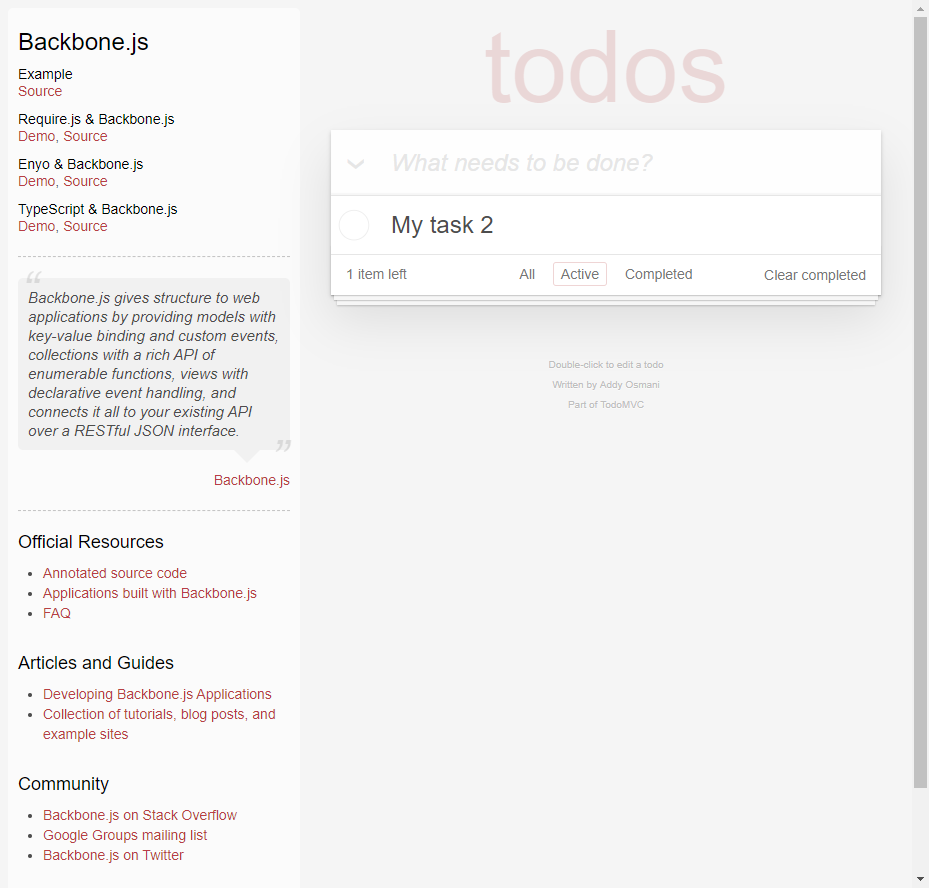 Backbone.js
Example
Source
Require.js & Backbone.js
Demo, Source
Enyo & Backbone.js
Demo, Source
TypeScript & Backbone.js
Demo, Source
“
Backbone.js gives structure to web
applications by providing models with
key-value binding and custom events,
collections with a rich API of
enumerable functions, views with
declarative event handling, and
connects it all to your existing API
over a RESTful JSON interface.
”
Backbone.js
Official Resources
• Annotated source code
• Applications built with Backbone.js
• FAQ
Articles and Guides
• Developing Backbone.js Applications
• Collection of tutorials, blog posts, and
example sites
Community
• Backbone.js on Stack Overflow
• Google Groups mailing list
• Backbone.js on Twitter
todos
What needs to be done?
My task 2
1 item left All Active Completed Clear completed
Double-click to edit a todo
Written by Addy Osmani
Part of TodoMVC